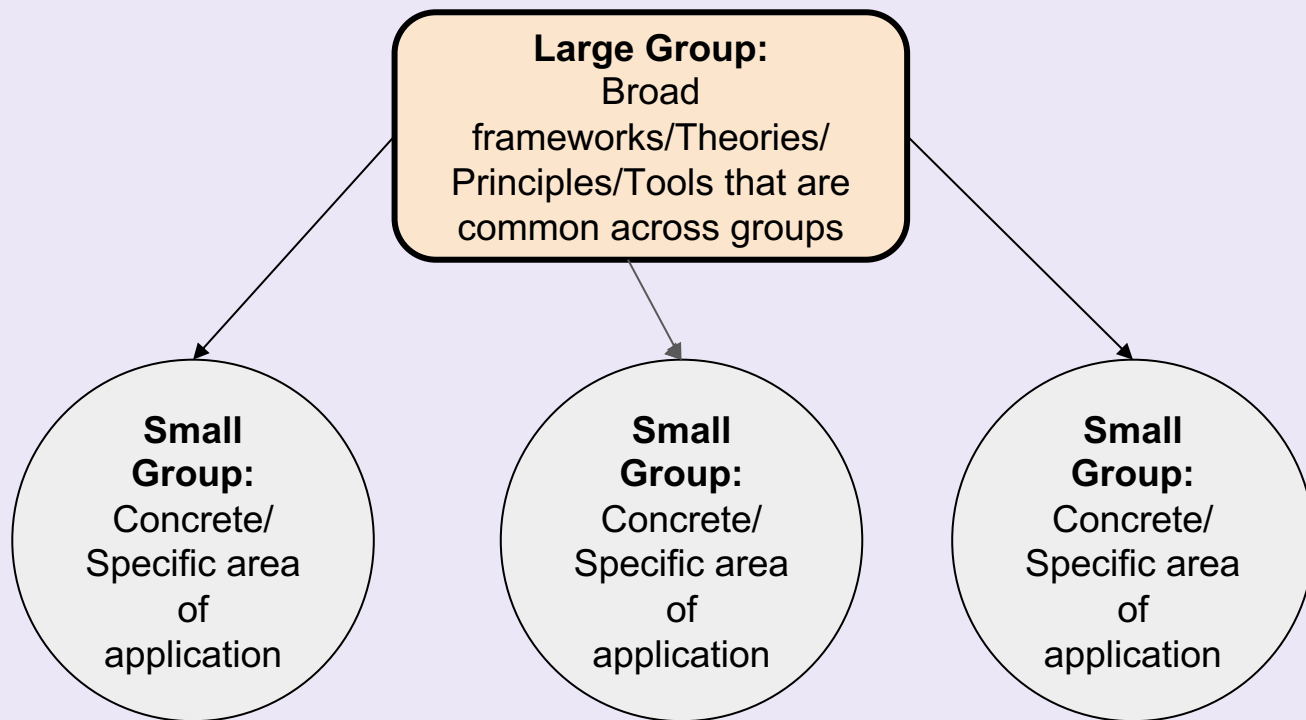 Large Group:
Broad
frameworks/Theories/
Principles/Tools that are
common across groups
Small
Group:
Concrete/
Specific area
of
application
Small
Group:
Concrete/
Specific area
of
application
Small
Group:
Concrete/
Specific area
of
application